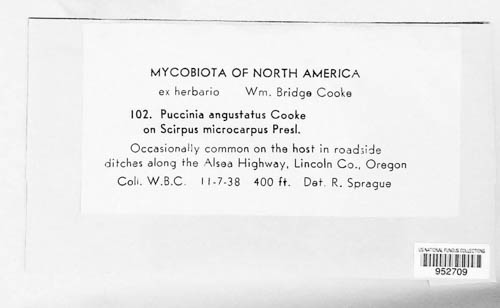 MYCOBIOTA OF NORTH AMERICA
ex herbario Wm. Bridge Cooke
102. Puccinia angustatus Cooke
on Scirpus microcarpus Presl.
Occasionally common on the host in roadside
ditches along the Alsea Highway, Lincoln Co., Oregon
Coll. W.B.C. 11-7-38 400 ft. Det. R. Sprague
US NATIONAL FUNGUS COLLECTIONS
952709